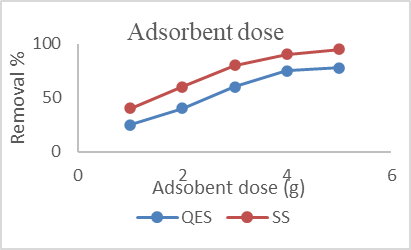 Adsorbent dose
100
50
0
Removal %
0 2 4 6
Adsobent dose (g)
QES SS